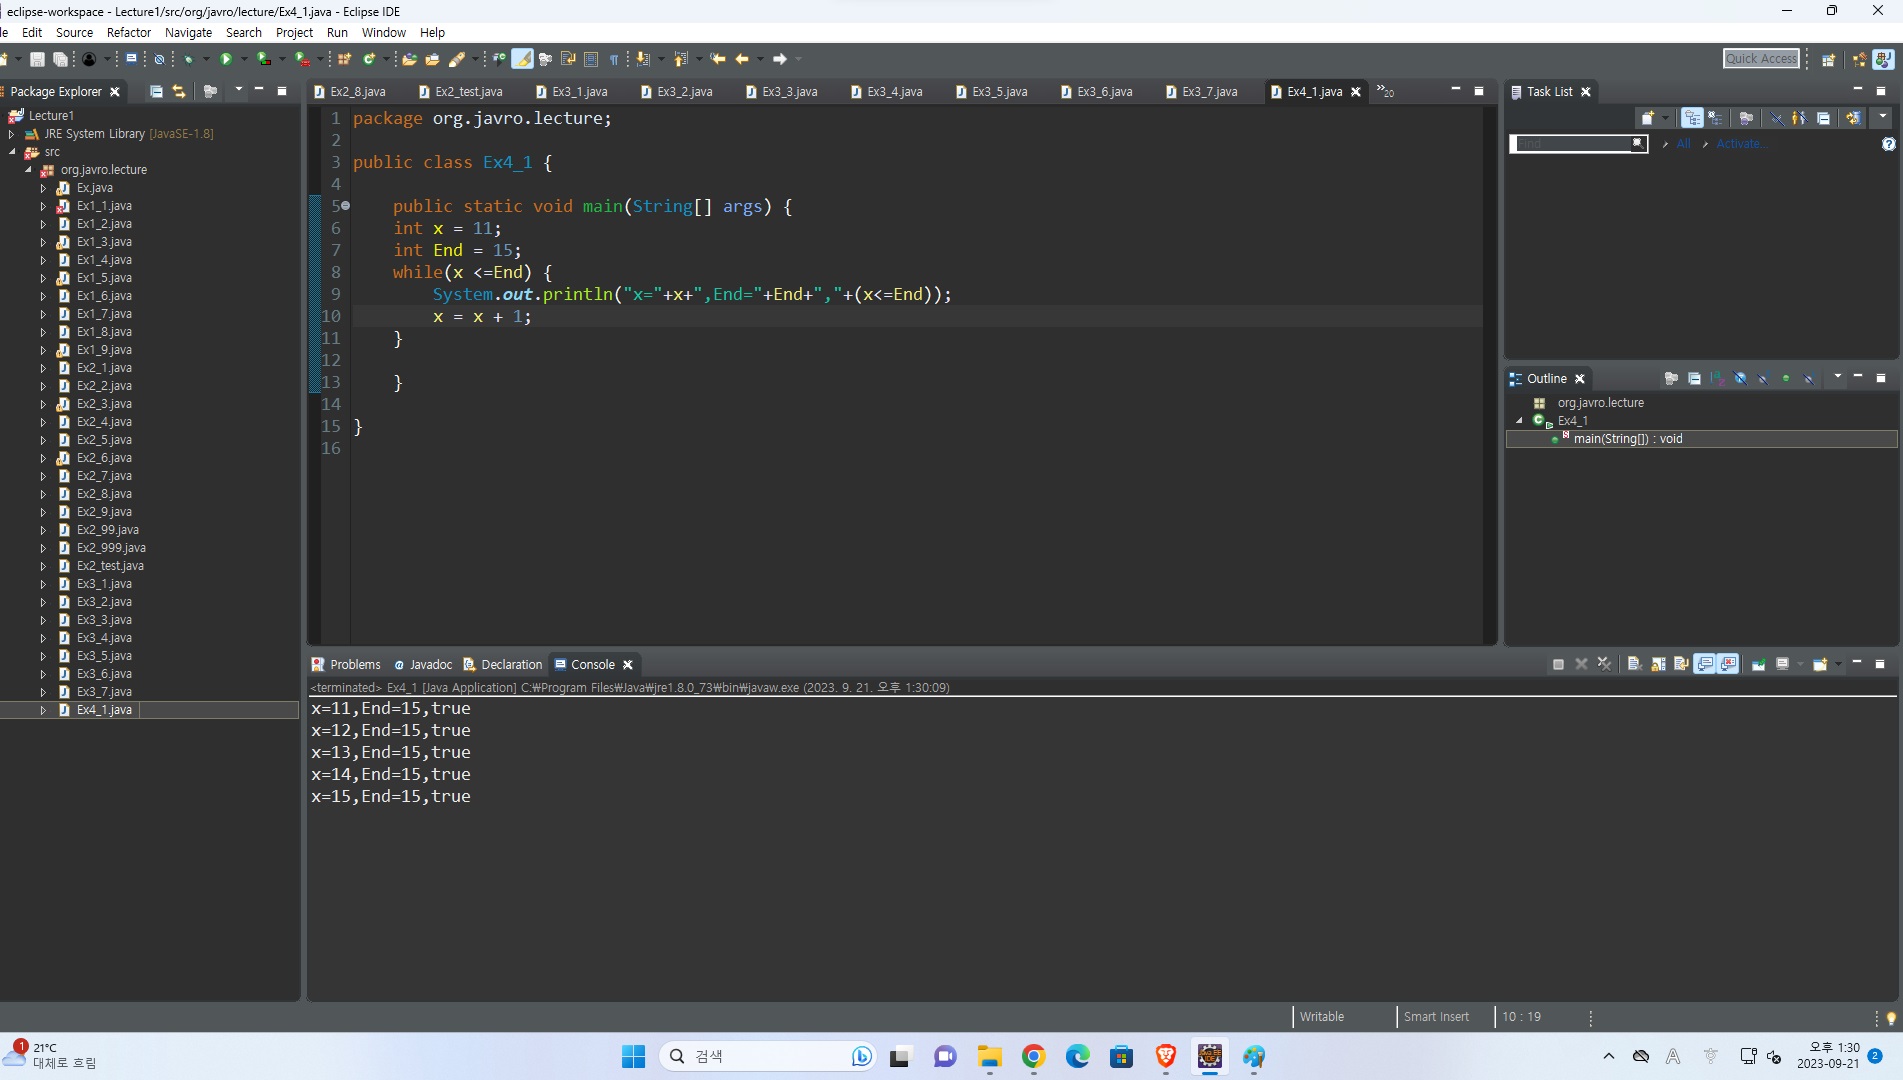 eclipse-workspace - Lecture1/src/org/javro/lecture/Ex4_1.java - Eclipse IDE
Edit Source Refactor Navigate Search Project Run Window Help
Quick Access
Package Explorer
Ex2_8.java Ex2_test.java Ex3_1.java Ex3_2.java Ex3_3.java Ex3_4.java Ex3_5.java Ex3_6.java Ex3_7.java Ex4_1.java »20
Task List
Lecture1
JRE System Library [JavaSE-1.8]
src
org.javro.lecture
Ex.java
Ex1_1.java
Ex1_2.java
Ex1_3.java
Ex1_4.java
Ex1_5.java
Ex1_6.java
Ex1_7.java
Ex1_8.java
Ex1_9.java
Ex2_1.java
Ex2_2.java
Ex2_3.java
Ex2_4.java
Ex2_5.java
Ex2_6.java
Ex2_7.java
Ex2_8.java
Ex2_9.java
Ex2_99.java
Ex2_999.java
Ex2_test.java
Ex3_1.java
Ex3_2.java
Ex3_3.java
Ex3_4.java
Ex3_5.java
Ex3_6.java
Ex3_7.java
Ex4_1.java
1 package org.javro.lecture;
2
3 public class Ex4_1 {
4
5 public static void main(String[] args) {
6 int x = 11;
7 int End = 15;
8 while(x <=End) {
9 System.out.println("x="+x+",End="+End+","+(x<=End));
10 x = x + 1;
11 }
12
13 }
14
15 }
16
Find All Activate...
Outline
org.javro.lecture
Ex4_1
main(String[]) : void
Problems Javadoc Declaration Console
<terminated> Ex4_1 [Java Application] C:₩Program Files₩Java₩jre1.8.0_73₩bin₩javaw.exe (2023. 9. 21. 오후 1:30:09)
x=11,End=15,true
x=12,End=15,true
x=13,End=15,true
x=14,End=15,true
x=15,End=15,true
Writable Smart Insert 10 : 19
1
21°C
대체로 흐림
검색
A
오후 1:30
2023-09-21
2